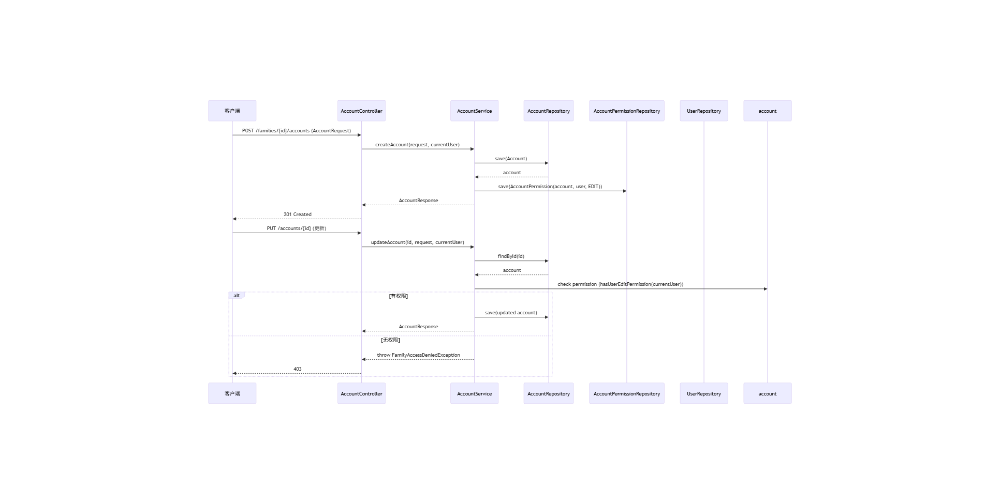 客户端
AccountController
AccountService
AccountRepository
AccountPermissionRepository
UserRepository
account
POST /families/{id}/accounts (AccountRequest)
createAccount(request, currentUser)
save(Account)
account
save(AccountPermission(account, user, EDIT))
AccountResponse
201 Created
PUT /accounts/{id} (更新)
updateAccount(id, request, currentUser)
findById(id)
account
check permission (hasUserEditPermission(currentUser))
alt
[有权限]
save(updated account)
AccountResponse
[无权限]
throw FamilyAccessDeniedException
403
客户端
AccountController
AccountService
AccountRepository
AccountPermissionRepository
UserRepository
account